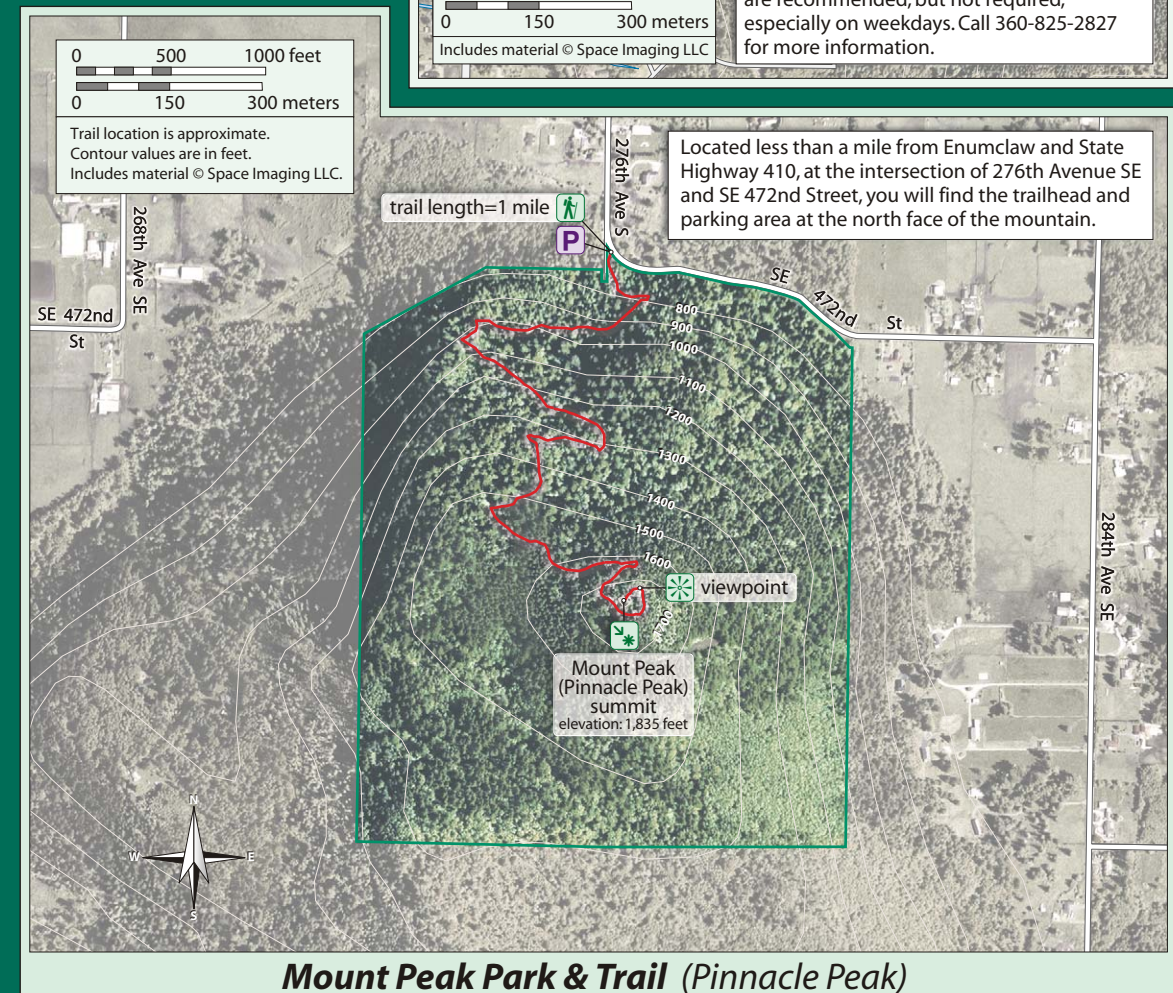 are recommended, but not required,
especially on weekdays. Call 360-825-2827
for more information.
0 150 300 meters
Includes material © Space Imaging LLC
0 500 1000 feet
0 150 300 meters
Trail location is approximate.
Contour values are in feet.
Includes material © Space Imaging LLC.
Located less than a mile from Enumclaw and State
Highway 410, at the intersection of 276th Avenue SE
and SE 472nd Street, you will find the trailhead and
parking area at the north face of the mountain.
276th Ave S
trail length=1 mile
P
268th Ave SE
SE 472nd
St
SE 472nd St
800
900
1000
1100
1200
1300
1400
1500
1600
1700
284th Ave SE
viewpoint
Mount Peak
(Pinnacle Peak)
summit
elevation: 1,835 feet
N
W E
S
Mount Peak Park & Trail (Pinnacle Peak)